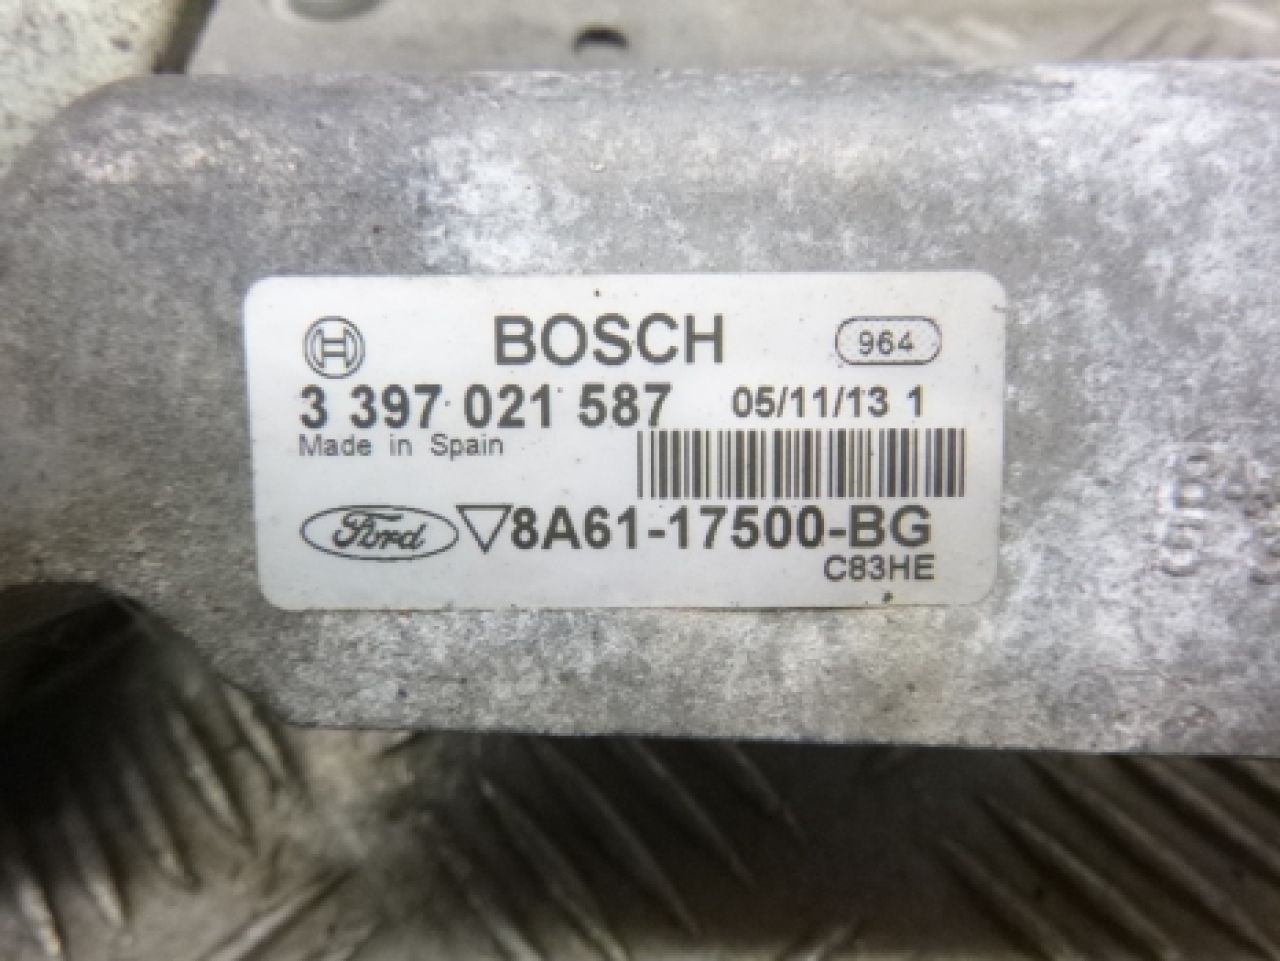 BOSCH 964
3 397 021 587 05/11/13 1
Made in Spain
Ford 8A61-17500-BG
C83HE